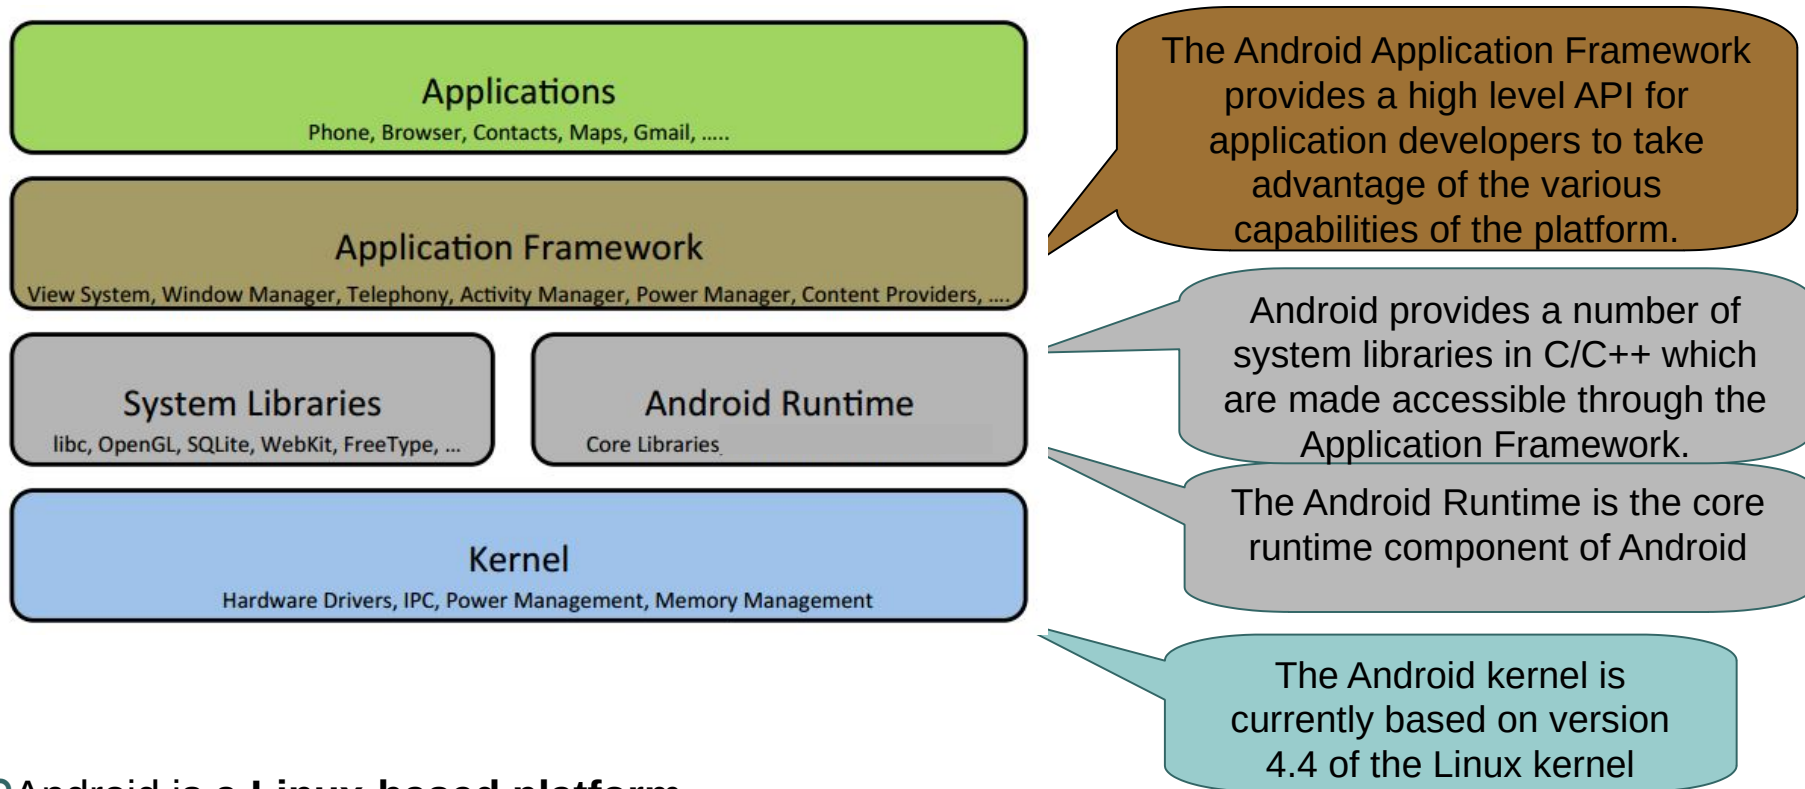 Applications
Phone, Browser, Contacts, Maps, Gmail, .....
Application Framework
View System, Window Manager, Telephony, Activity Manager, Power Manager, Content Providers, ....
System Libraries
libc, OpenGL, SQLite, WebKit, FreeType, ...
Android Runtime
Core Libraries
Kernel
Hardware Drivers, IPC, Power Management, Memory Management
The Android Application Framework
provides a high level API for
application developers to take
advantage of the various
capabilities of the platform.
Android provides a number of
system libraries in C/C++ which
are made accessible through the
Application Framework.
The Android Runtime is the core
runtime component of Android
The Android kernel is
currently based on version
4.4 of the Linux kernel
Android is a Linux-based platform